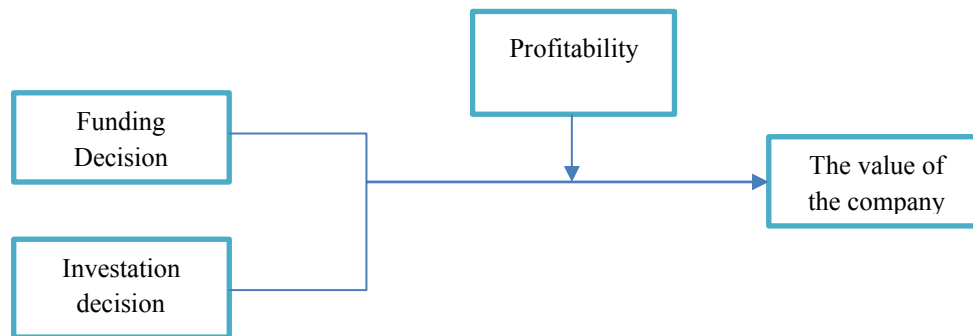 Profitability
Funding
Decision
The value of
the company
Investation
decision